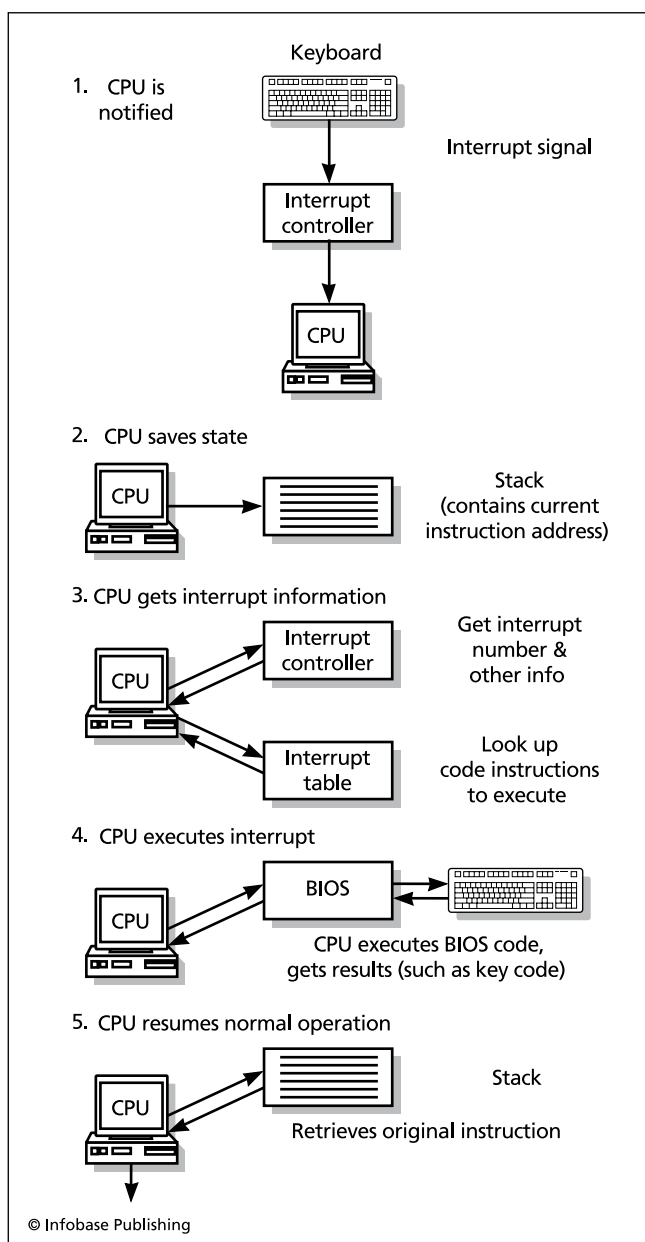 Keyboard
1. CPU is
notified
Interrupt signal
Interrupt
controller
CPU
2. CPU saves state
CPU
Stack
(contains current
instruction address)
3. CPU gets interrupt information
CPU
Interrupt
controller
Get interrupt
number &
other info
Interrupt
table
Look up
code instructions
to execute
4. CPU executes interrupt
CPU
BIOS
CPU executes BIOS code,
gets results (such as key code)
5. CPU resumes normal operation
CPU
Stack
Retrieves original instruction
© Infobase Publishing